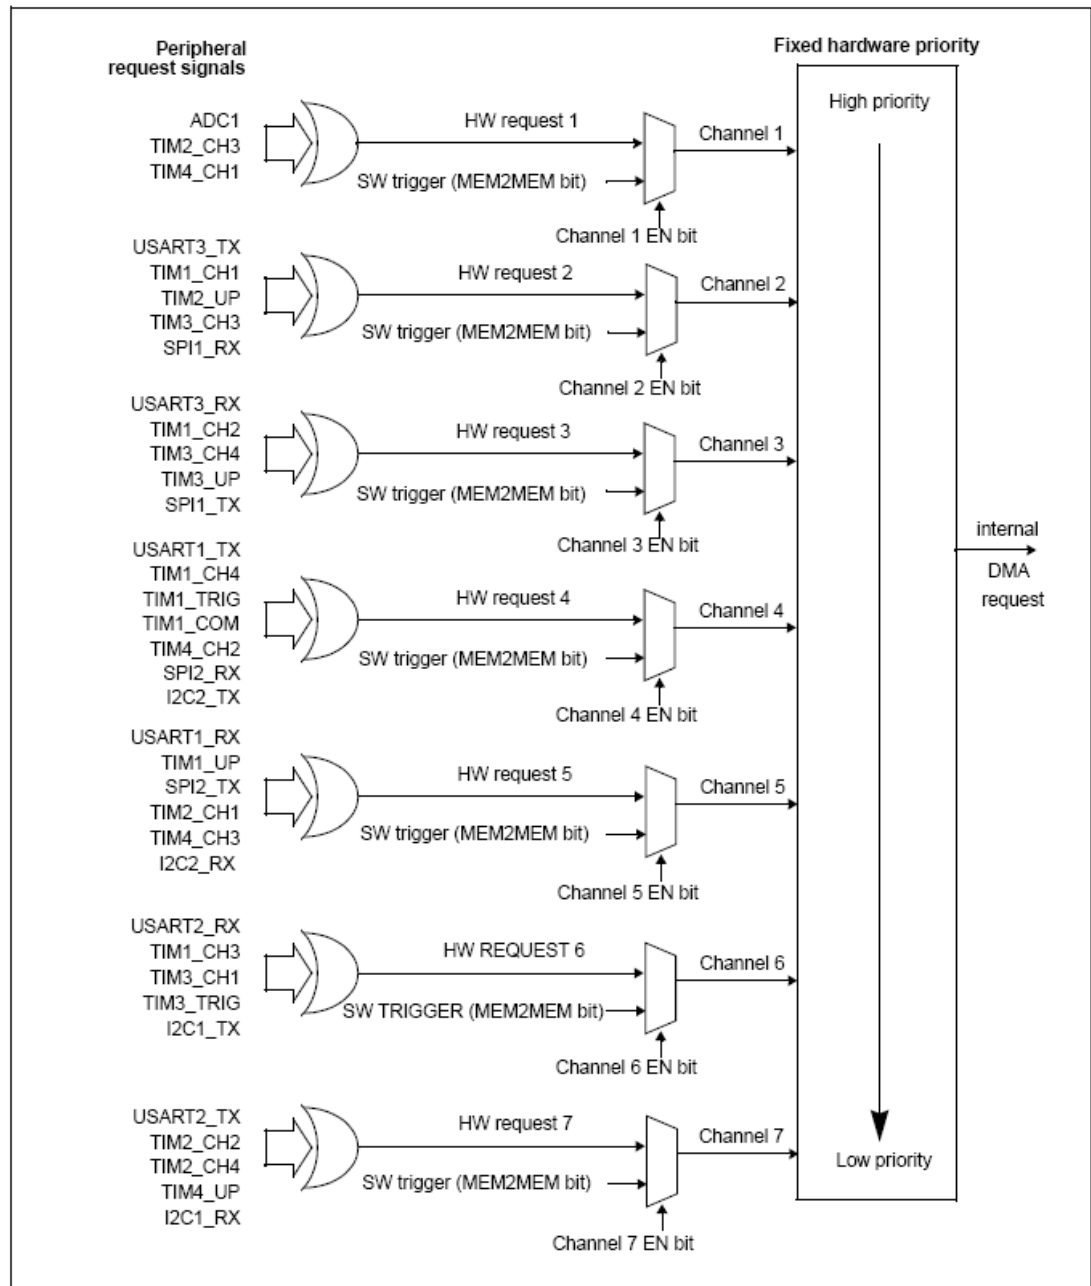 Peripheral
request signals
Fixed hardware priority
High priority
ADC1
TIM2_CH3
TIM4_CH1
HW request 1
SW trigger (MEM2MEM bit)
Channel 1
Channel 1 EN bit
USART3_TX
TIM1_CH1
TIM2_UP
TIM3_CH3
SPI1_RX
HW request 2
SW trigger (MEM2MEM bit)
Channel 2
Channel 2 EN bit
USART3_RX
TIM1_CH2
TIM3_CH4
TIM3_UP
SPI1_TX
HW request 3
SW trigger (MEM2MEM bit)
Channel 3
Channel 3 EN bit
internal
DMA
request
USART1_TX
TIM1_CH4
TIM1_TRIG
TIM1_COM
TIM4_CH2
SPI2_RX
I2C2_TX
HW request 4
SW trigger (MEM2MEM bit)
Channel 4
Channel 4 EN bit
USART1_RX
TIM1_UP
SPI2_TX
TIM2_CH1
TIM4_CH3
I2C2_RX
HW request 5
SW trigger (MEM2MEM bit)
Channel 5
Channel 5 EN bit
USART2_RX
TIM1_CH3
TIM3_CH1
TIM3_TRIG
I2C1_TX
HW REQUEST 6
SW TRIGGER (MEM2MEM bit)
Channel 6
Channel 6 EN bit
USART2_TX
TIM2_CH2
TIM2_CH4
TIM4_UP
I2C1_RX
HW request 7
SW trigger (MEM2MEM bit)
Channel 7
Channel 7 EN bit
Low priority